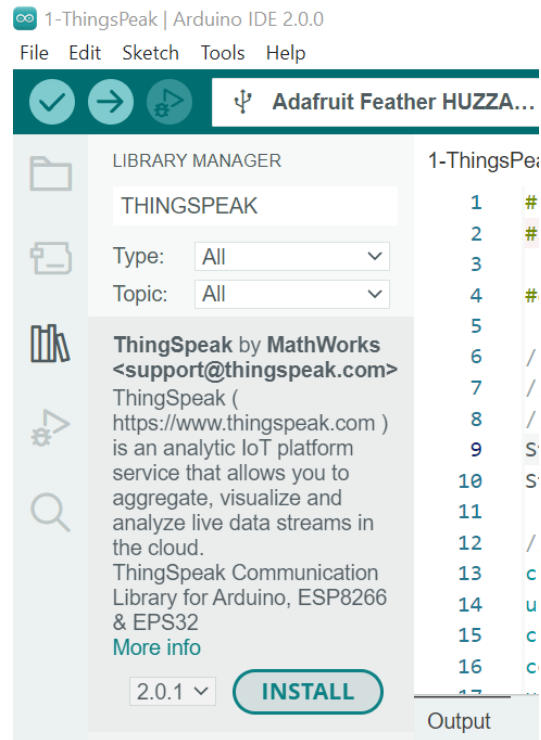 1-ThingsPeak | Arduino IDE 2.0.0
File Edit Sketch Tools Help
Adafruit Feather HUZZA...
LIBRARY MANAGER
THINGSPEAK
Type: All
Topic: All
ThingSpeak by MathWorks
<support@thingspeak.com>
ThingSpeak (
https://www.thingspeak.com )
is an analytic IoT platform
service that allows you to
aggregate, visualize and
analyze live data streams in
the cloud.
ThingSpeak Communication
Library for Arduino, ESP8266
& EPS32
More info
2.0.1 INSTALL
1-ThingsPea
1 #
2 #
3
4 #
5
6 /
7 /
8 /
9 S
10 S
11
12 /
13 c
14 u
15 c
16 c
17
Output